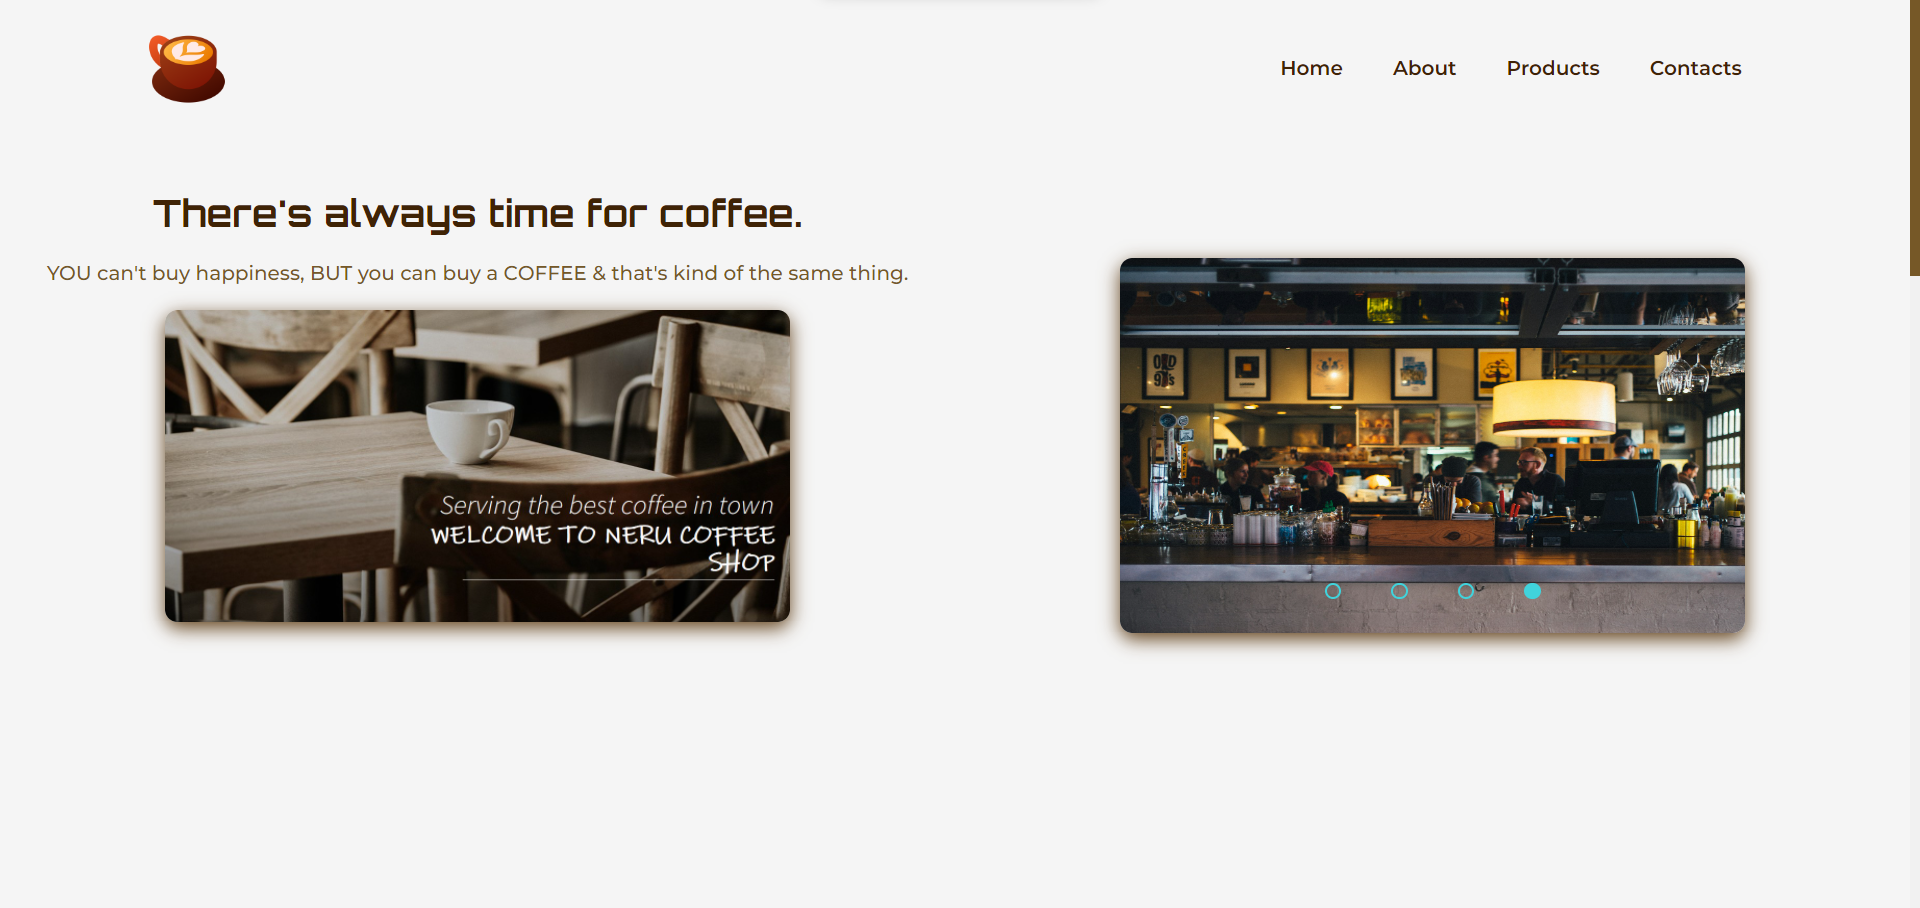 Home About Products Contacts
There's always time for coffee.
YOU can't buy happiness, BUT you can buy a COFFEE & that's kind of the same thing.
Serving the best coffee in town
WELCOME TO NERU COFFEE
SHOP
OLD